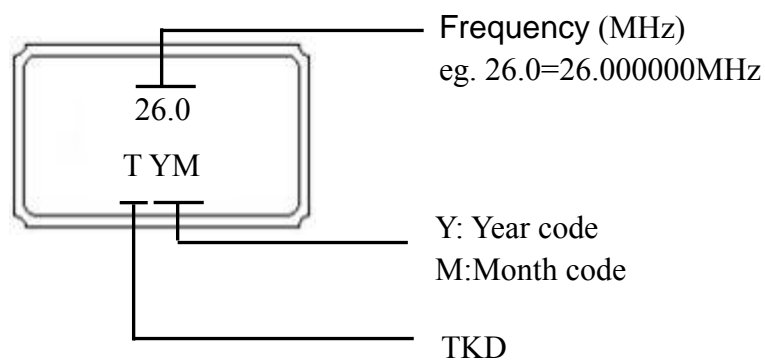 Frequency (MHz)
eg. 26.0=26.000000MHz
26.0
T YM
Y: Year code
M:Month code
TKD